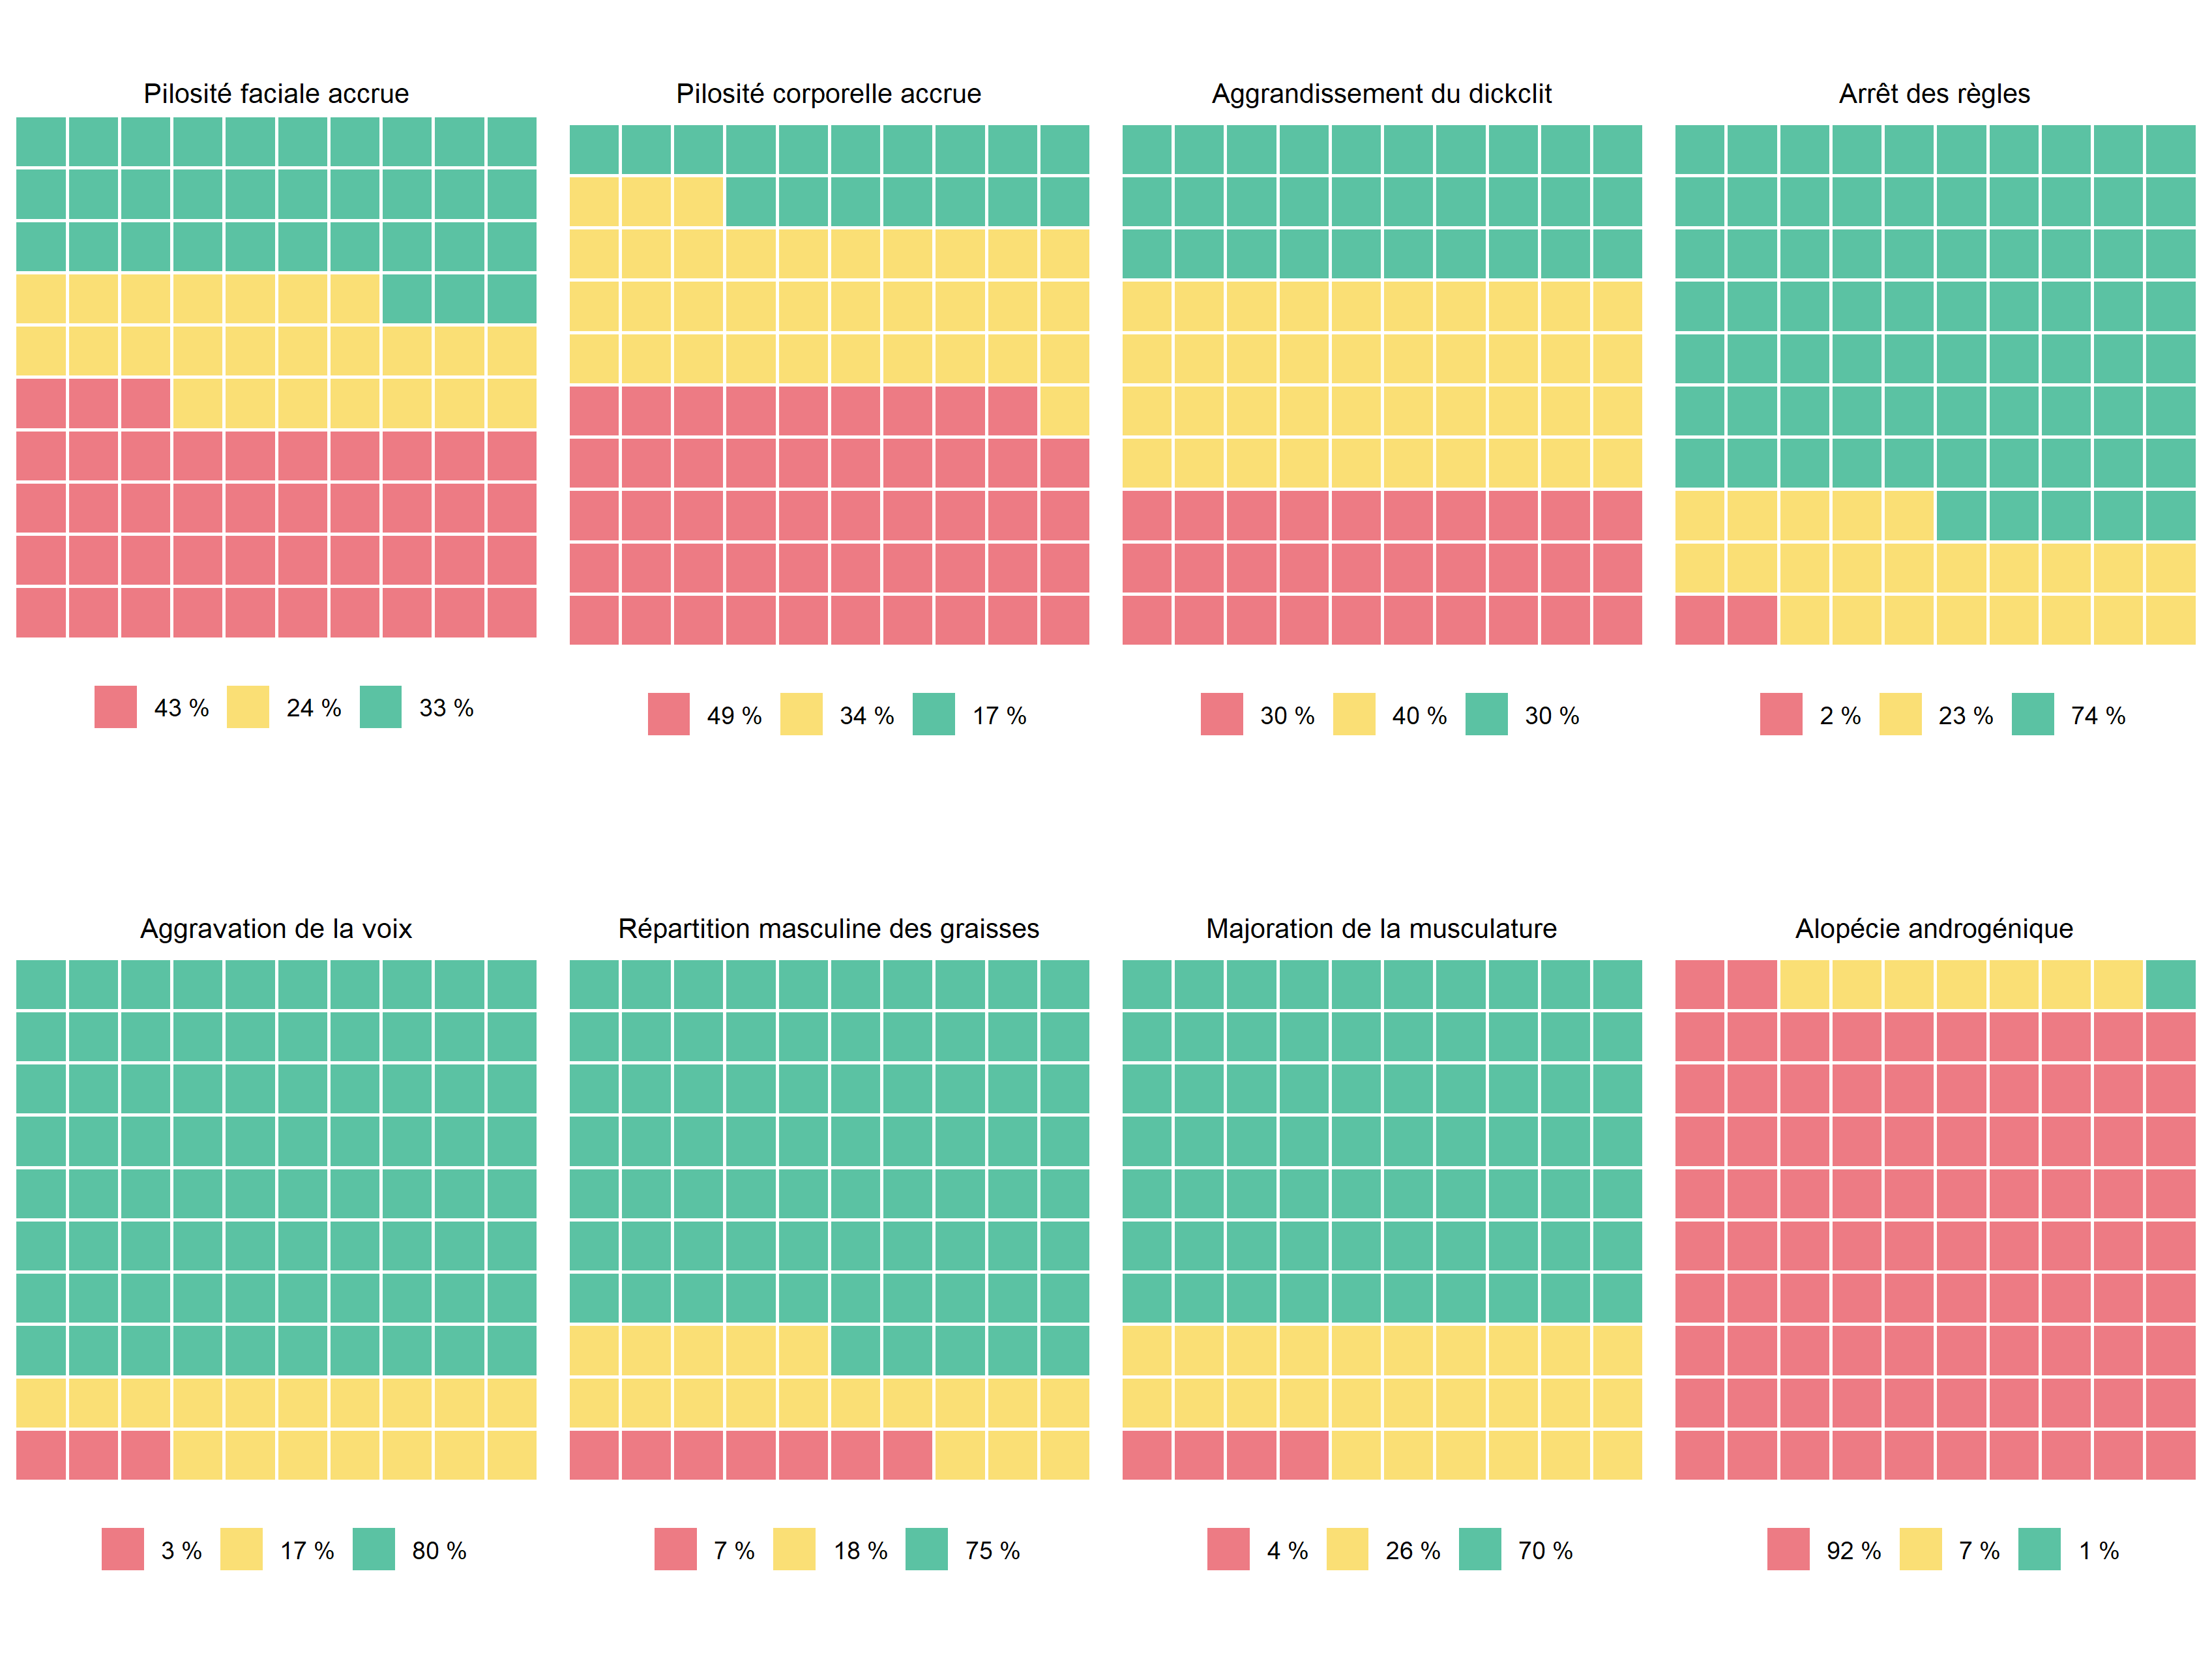 Pilosité faciale accrue
Pilosité corporelle accrue
Aggrandissement du dickclit
Arrêt des règles
43 % 24 % 33 %
49 % 34 % 17 %
30 % 40 % 30 %
2 % 23 % 74 %
Aggravation de la voix
Répartition masculine des graisses
Majoration de la musculature
Alopécie androgénique
3 % 17 % 80 %
7 % 18 % 75 %
4 % 26 % 70 %
92 % 7 % 1 %